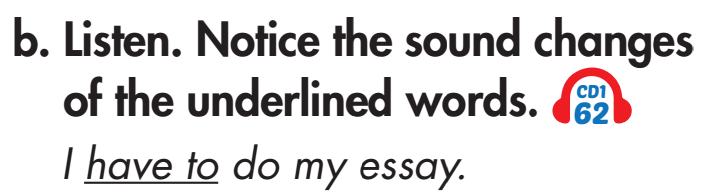 b. Listen. Notice the sound changes
of the underlined words. CD1 62
I have to do my essay.